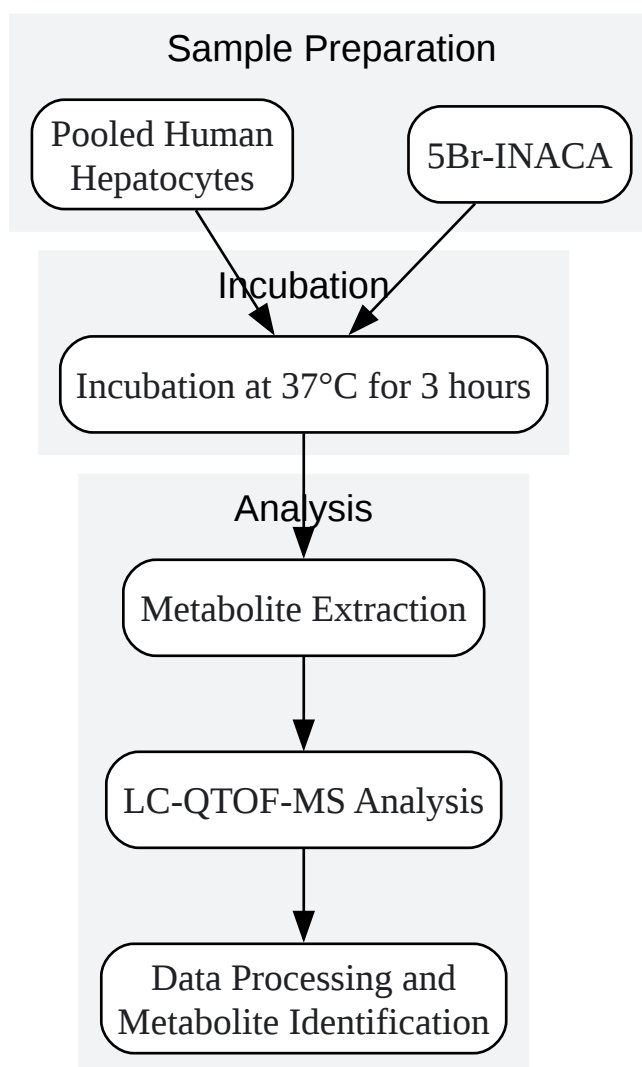 Sample Preparation
Pooled Human
Hepatocytes
5Br-INACA
Incubation
Incubation at 37°C for 3 hours
Analysis
Metabolite Extraction
LC-QTOF-MS Analysis
Data Processing and
Metabolite Identification